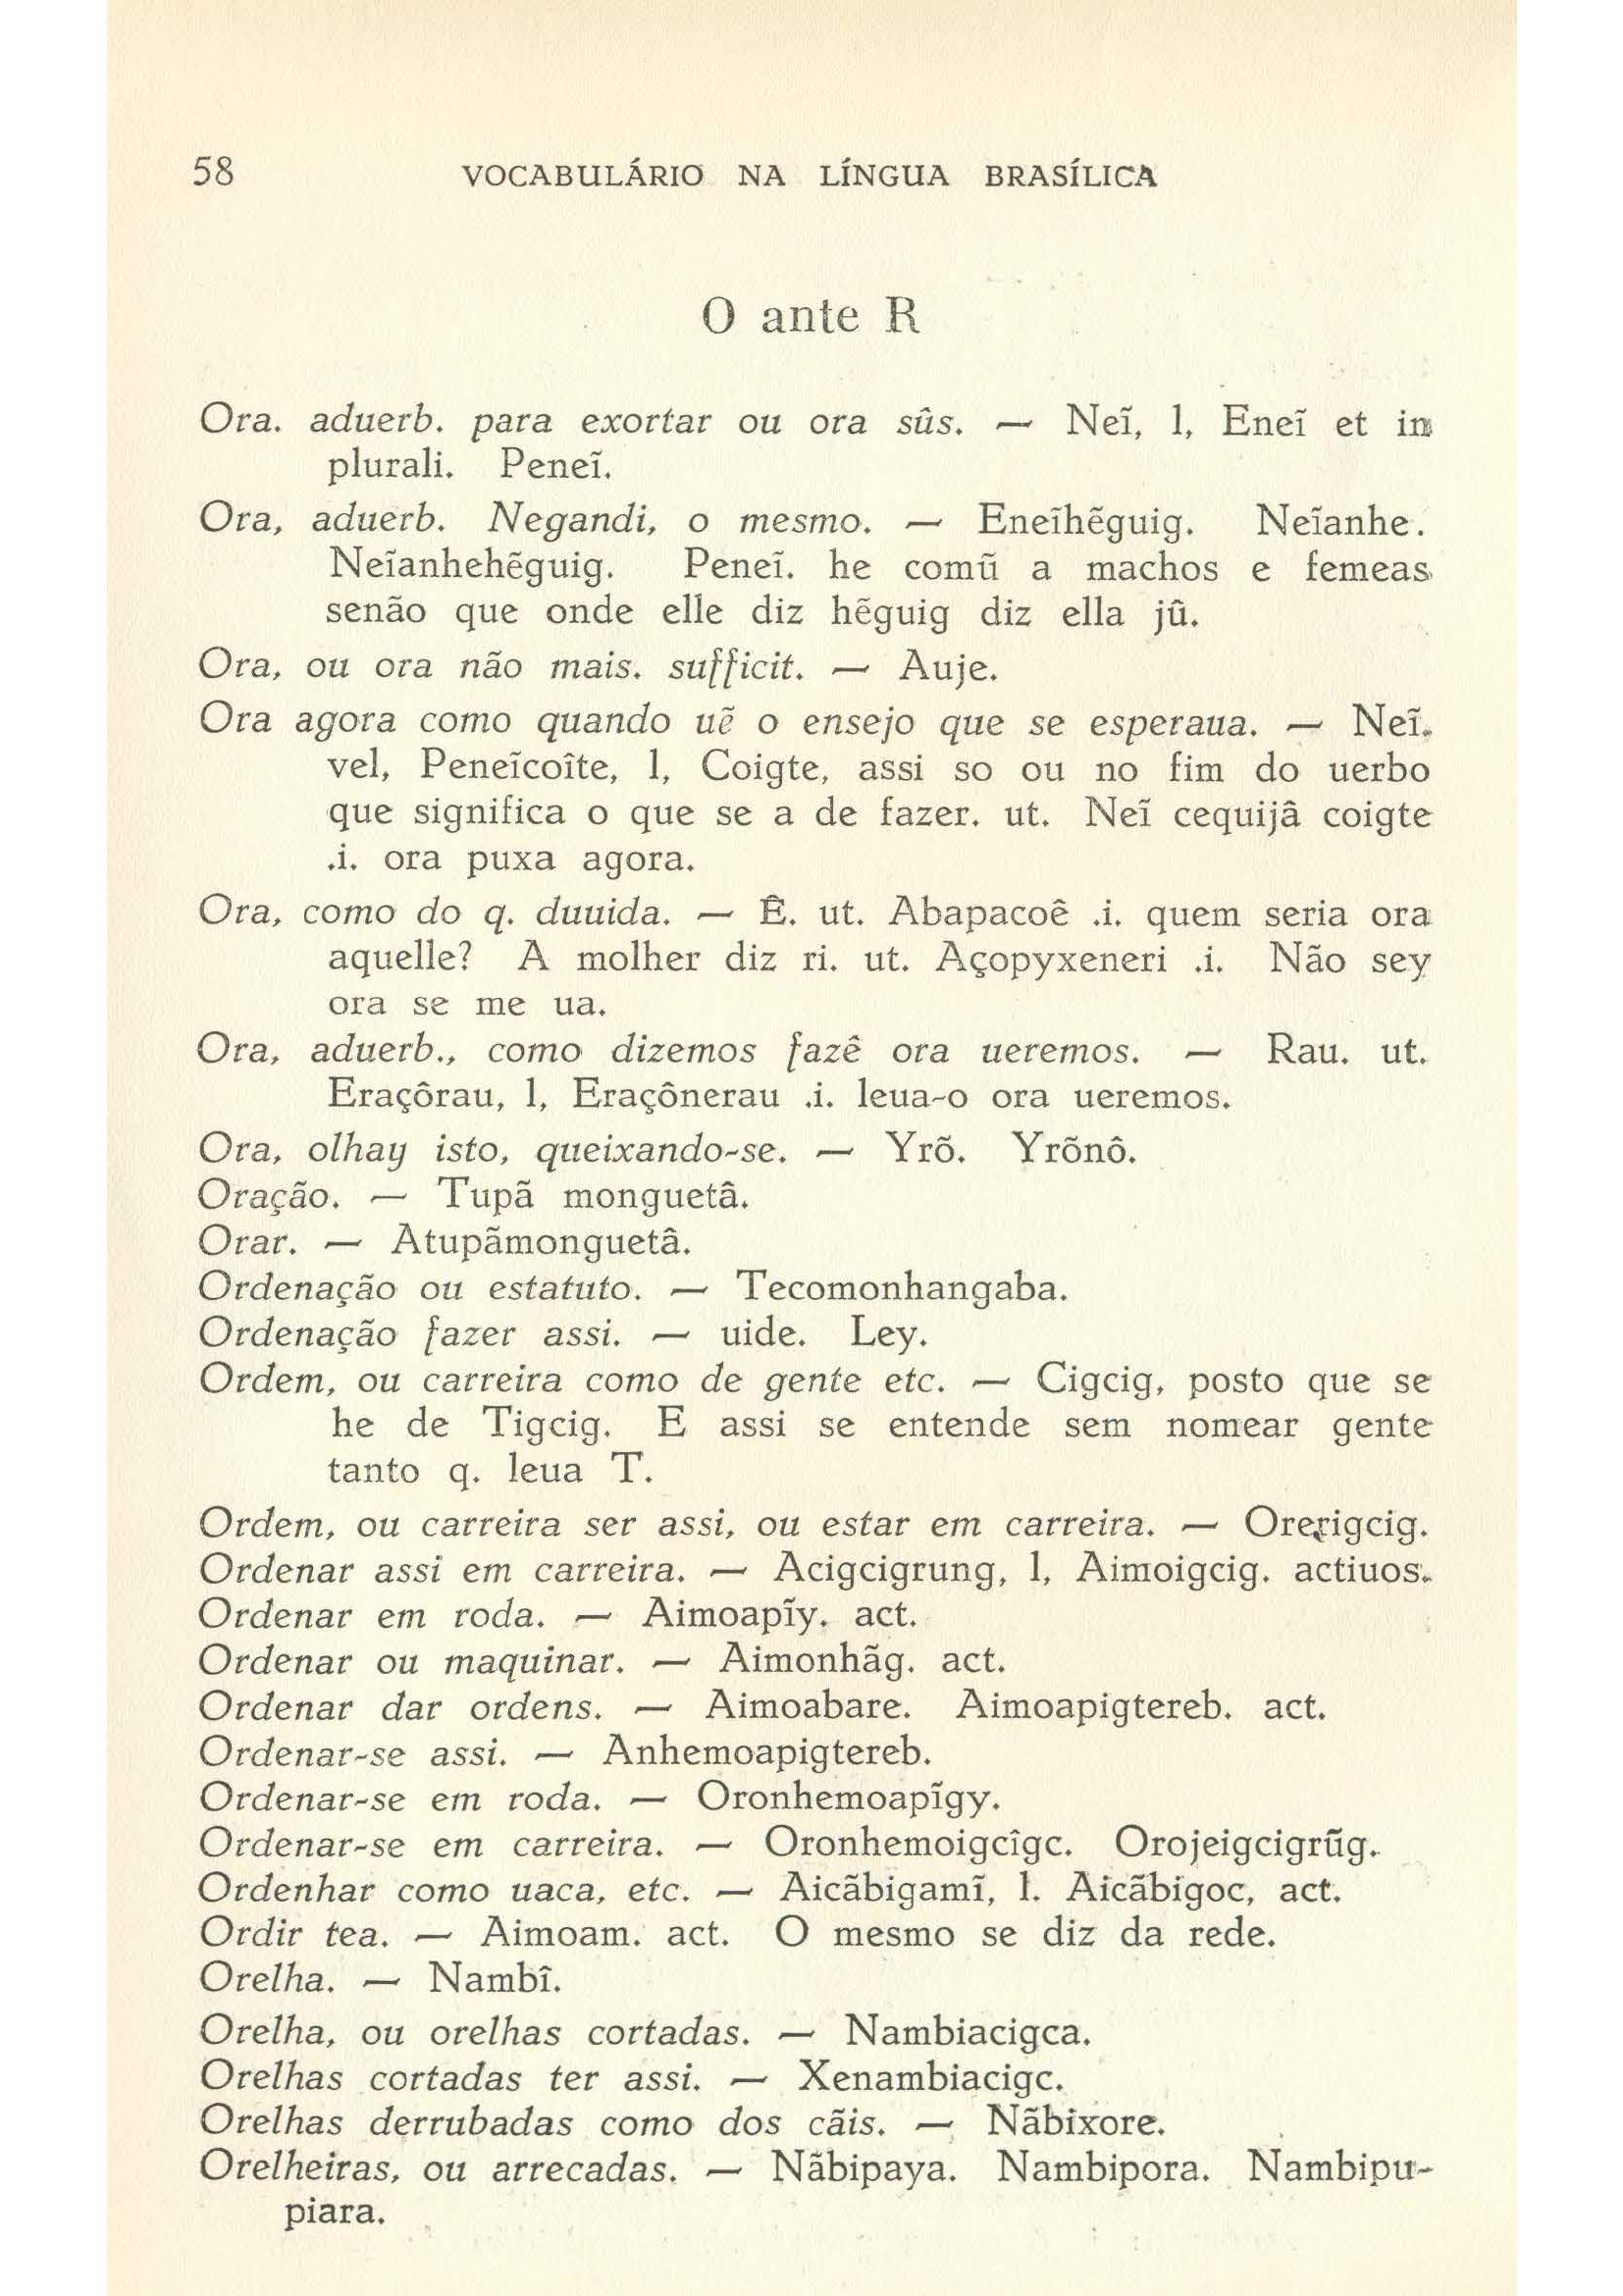 58 VOCABULÁRIO NA LÍNGUA BRASÍLICA
O ante R
Ora. aduerb. para exortar ou ora sûs. — Neĩ, l, Eneĩ et in
plurali. Peneĩ.
Ora, aduerb. Negandi, o mesmo. — Eneĩhẽguig. Neĩanhe.
Neĩanhehẽguig. Peneĩ. he comũ a machos e femeas
senão que onde elle diz hẽguig diz ella jû.
Ora, ou ora não mais. sufficit. — Auje.
Ora agora como quando uẽ o ensejo que se esperaua. — Neĩ.
vel, Peneĩcoîte, l, Coigte, assi so ou no fim do uerbo
que significa o que se a de fazer. ut. Neĩ cequijâ coigte
.i. ora puxa agora.
Ora, como do q. duuida. — Ê. ut. Abapacoê .i. quem seria ora
aquelle? A molher diz ri. ut. Açopyxeneri .i. Não sey
ora se me ua.
Ora, aduerb., como dizemos fazê ora ueremos. — Rau. ut.
Eraçôrau, l, Eraçônerau .i. leua-o ora ueremos.
Ora, olhay isto, queixando-se. — Yrõ. Yrõnô.
Oração. — Tupã monguetâ.
Orar. — Atupãmonguetâ.
Ordenação ou estatuto. — Tecomonhangaba.
Ordenação fazer assi. — uide. Ley.
Ordem, ou carreira como de gente etc. — Cigcig, posto que se
he de Tigcig. E assi se entende sem nomear gente
tanto q. leua T.
Ordem, ou carreira ser assi, ou estar em carreira. — Orerigcig.
Ordenar assi em carreira. — Acigcigrung, l, Aimoigcig. actiuos.
Ordenar em roda. — Aimoapĩy. act.
Ordenar ou maquinar. — Aimonhãg. act.
Ordenar dar ordens. — Aimoabare. Aimoapigtereb. act.
Ordenar-se assi. — Anhemoapigtereb.
Ordenar-se em roda. — Oronhemoapĩgy.
Ordenar-se em carreira. — Oronhemoigcîgc. Orojeigcigrũg.
Ordenhar como uaca, etc. — Aicãbigamĩ, l. Aicãbigoc, act.
Ordir tea. — Aimoam. act. O mesmo se diz da rede.
Orelha. — Nambî.
Orelha, ou orelhas cortadas. — Nambiacigca.
Orelhas cortadas ter assi. — Xenambiacigc.
Orelhas derrubadas como dos cãis. — Nãbixore.
Orelheiras, ou arrecadas. — Nãbipaya. Nambipora. Nambipu-
piara.